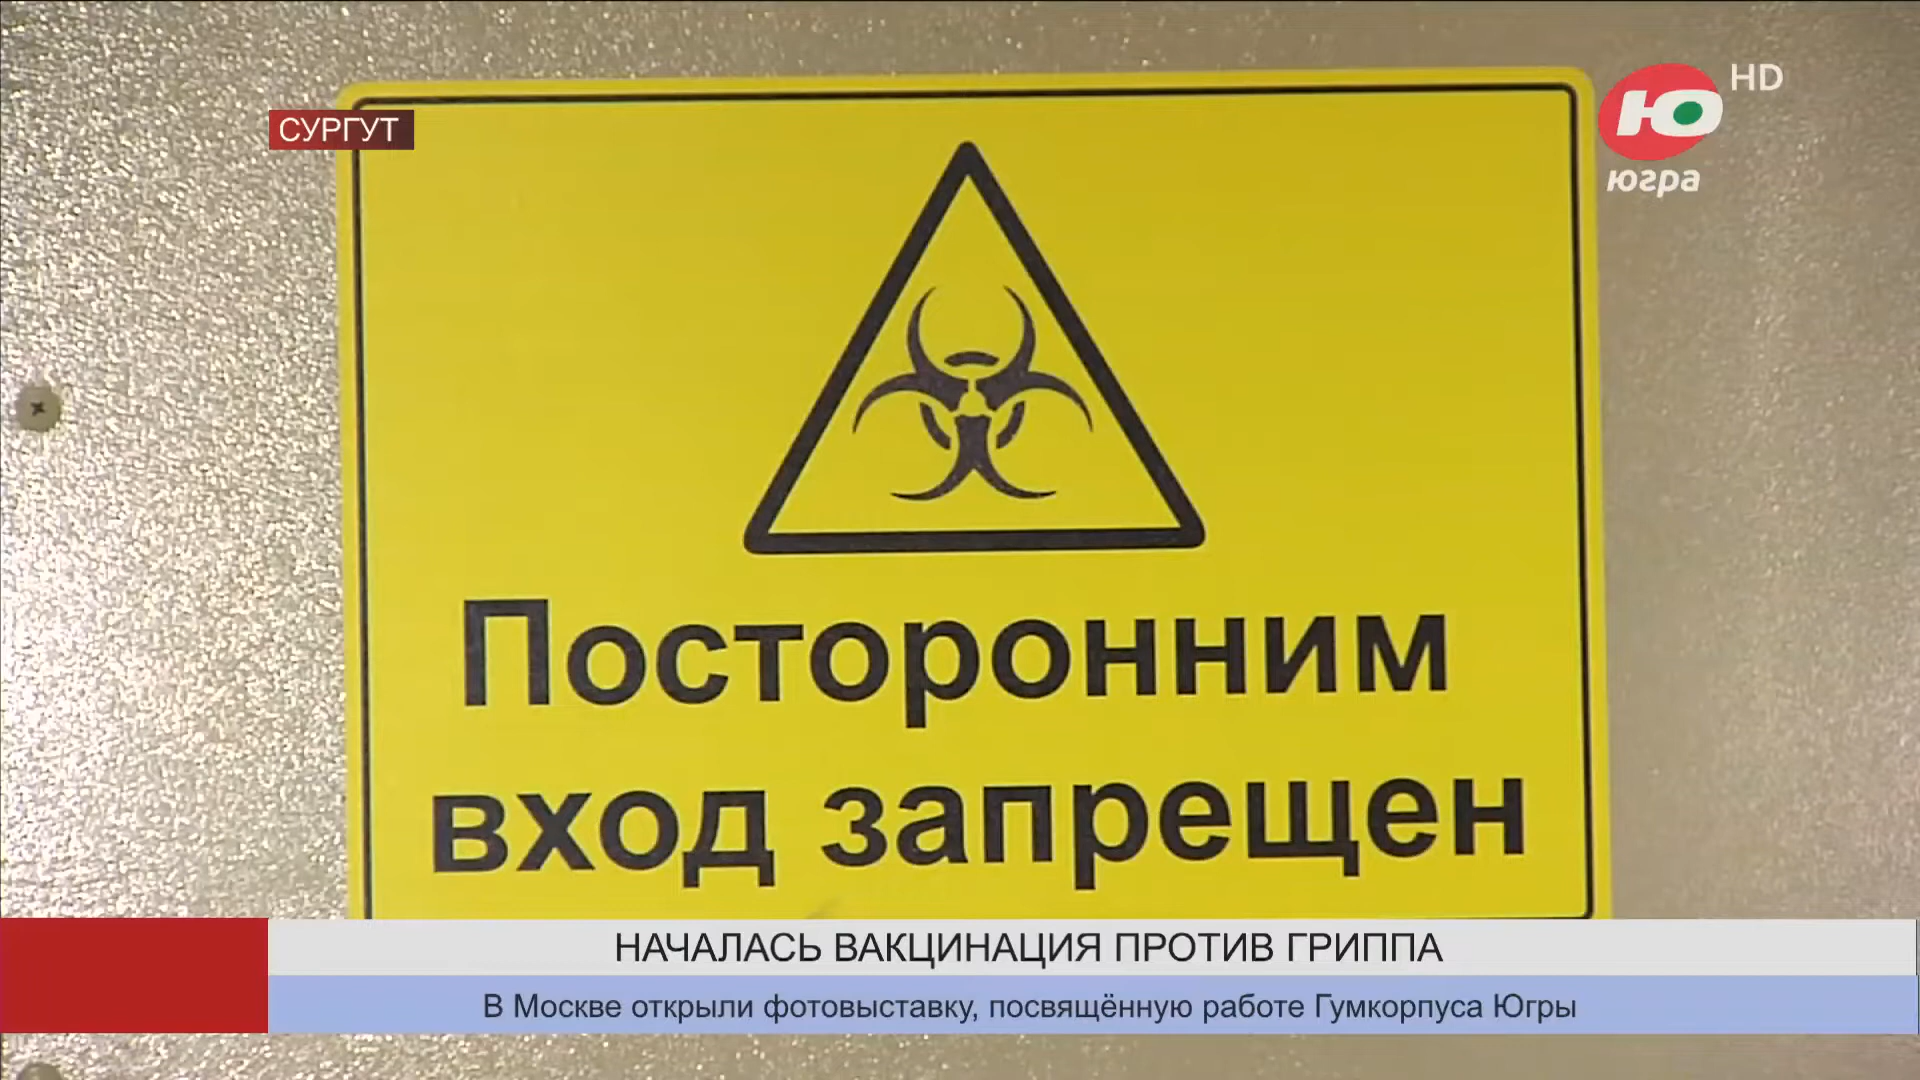 СУРГУТ
HD
Ю
югра
Посторонним
вход запрещен
НАЧАЛАСЬ ВАКЦИНАЦИЯ ПРОТИВ ГРИППА
В Москве открыли фотовыставку, посвящённую работе Гумкорпуса Югры